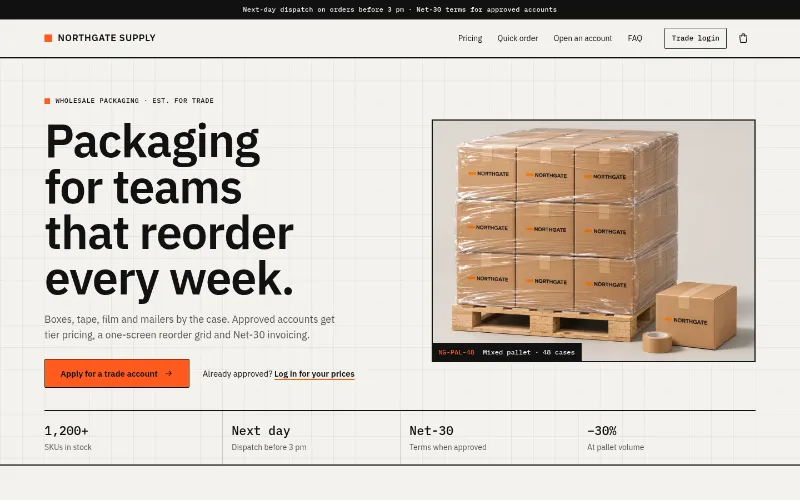 Next-day dispatch on orders before 3 pm · Net-30 terms for approved accounts
NORTHGATE SUPPLY
Pricing
Quick order
Open an account
FAQ
Trade login
WHOLESALE PACKAGING · EST. FOR TRADE
Packaging
for teams
that reorder
every week.
Boxes, tape, film and mailers by the case. Approved accounts get
tier pricing, a one-screen reorder grid and Net-30 invoicing.
Apply for a trade account →
Already approved? Log in for your prices
NORTHGATE
NORTHGATE
NORTHGATE
NORTHGATE
NORTHGATE
NORTHGATE
NORTHGATE
NORTHGATE
NORTHGATE
NORTHGATE
NG-PAL-48 Mixed pallet · 48 cases
1,200+
SKUs in stock
Next day
Dispatch before 3 pm
Net-30
Terms when approved
−30%
At pallet volume